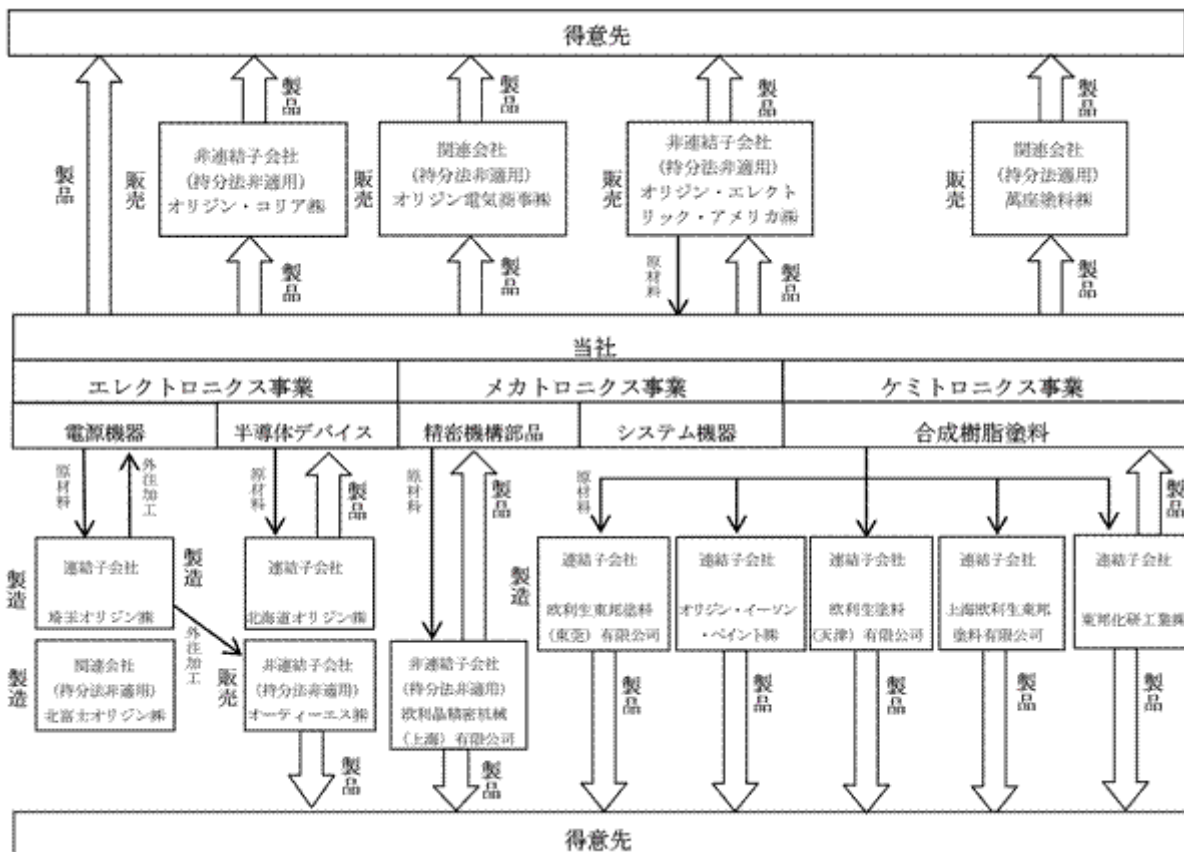 得意先
製品
販売
製品
非連結子会社
(持分法非適用)
オリジン・コリア㈱
製品
販売
製品
関連会社
(持分法非適用)
オリジン電気商事㈱
製品
販売
製品
非連結子会社
(持分法非適用)
オリジン・エレクト
リック・アメリカ㈱
原材料
製品
販売
製品
関連会社
(持分法適用)
萬座塗料㈱
製品
当社
エレクトロニクス事業
メカトロニクス事業
ケミトロニクス事業
電源機器
半導体デバイス
精密機構部品
システム機器
合成樹脂塗料
原材料
外注加工
原材料
製品
原材料
製品
原材料
製品
製造
連結子会社
埼玉オリジン㈱
製造
連結子会社
北海道オリジン㈱
製造
連結子会社
欧利生東邦塗料
(東莞)有限公司
連結子会社
オリジン・イーソン
・ペイント㈱
連結子会社
欧利生塗料
(天津)有限公司
連結子会社
上海欧利生東邦
塗料有限公司
連結子会社
東邦化研工業㈱
製造
関連会社
(持分法非適用)
北富士オリジン㈱
外注加工
販売
非連結子会社
(持分法非適用)
オーティーエス㈱
非連結子会社
(持分法非適用)
欧利晶精密机械
(上海)有限公司
製品
製品
製品
製品
製品
製品
製品
得意先